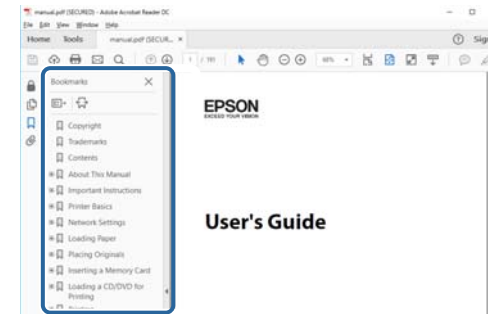 manual.pdf (SECURED) - Adobe Acrobat Reader DC
File Edit View Window Help
Home Tools manual.pdf (SECUR... ×
Sig
Bookmarks
EPSON
EXCEED YOUR VISION
Copyright
Trademarks
Contents
About This Manual
Important Instructions
Printer Basics
Network Settings
User's Guide
Loading Paper
Placing Originals
Inserting a Memory Card
Loading a CD/DVD for
Printing